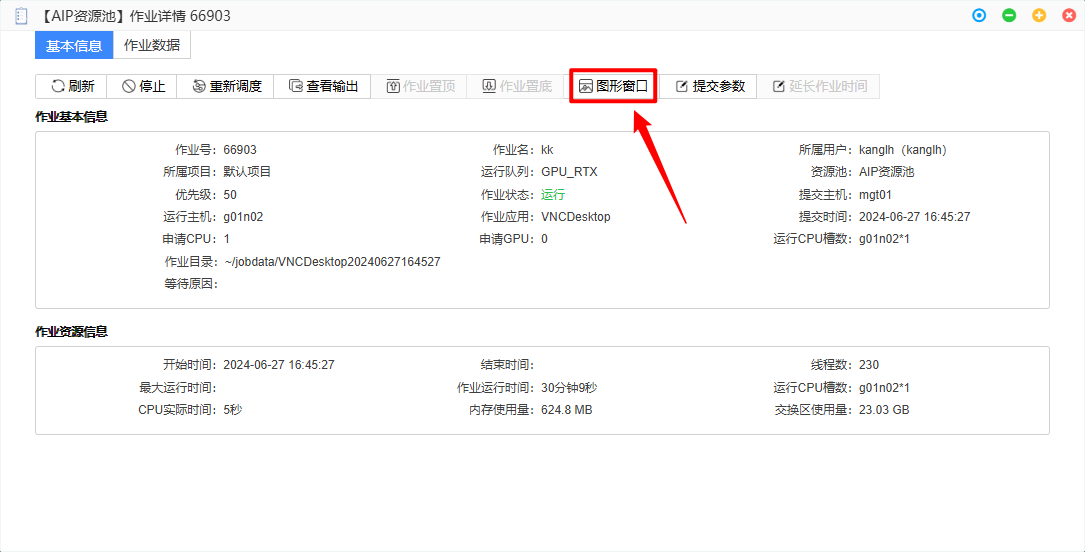 【AIP资源池】作业详情 66903
基本信息 作业数据
刷新 停止 重新调度 查看输出 作业置顶 作业置底 图形窗口 提交参数 延长作业时间
作业基本信息
作业号: 66903 作业名: kk 所属用户: kanglh（kanglh）
所属项目: 默认项目 运行队列: GPU_RTX 资源池: AIP资源池
优先级: 50 作业状态: 运行 提交主机: mgt01
运行主机: g01n02 作业应用: VNCDesktop 提交时间: 2024-06-27 16:45:27
申请CPU: 1 申请GPU: 0 运行CPU槽数: g01n02*1
作业目录: ~/jobdata/VNCDesktop20240627164527
等待原因:
作业资源信息
开始时间: 2024-06-27 16:45:27 结束时间: 线程数: 230
最大运行时间: 作业运行时间: 30分钟9秒 运行CPU槽数: g01n02*1
CPU实际时间: 5秒 内存使用量: 624.8 MB 交换区使用量: 23.03 GB